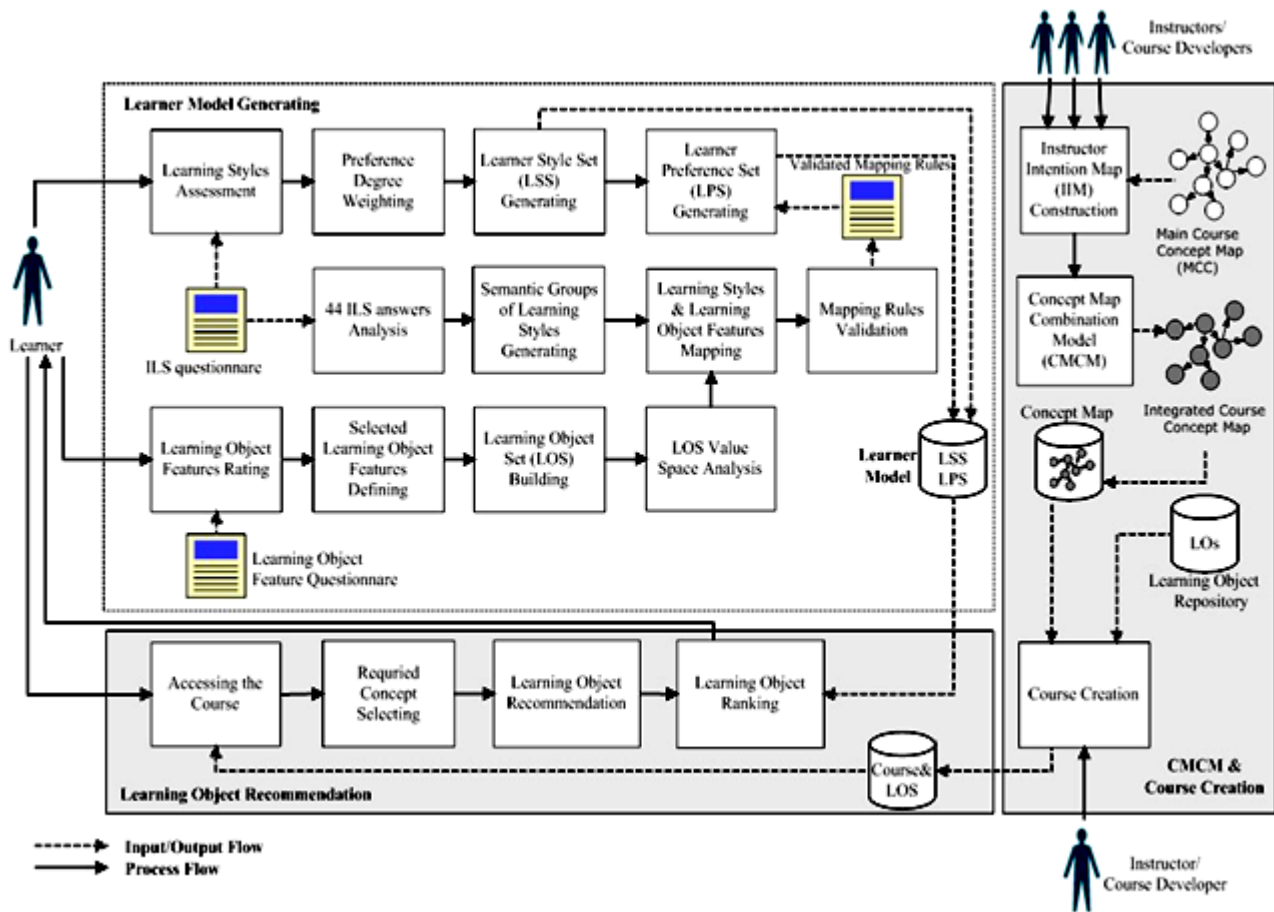 Instructors/
Course Developers
Learner Model Generating
Learning Styles
Assessment
Preference
Degree
Weighting
Learner Style Set
(LSS)
Generating
Learner
Preference Set
(LPS)
Generating
Validated Mapping Rules
Instructor
Intention Map
(IIM)
Construction
Main Course
Concept Map
(MCC)
Learner
ILS questionnare
44 ILS answers
Analysis
Semantic Groups
of Learning
Styles
Generating
Learning Styles
& Learning
Object Features
Mapping
Mapping Rules
Validation
Concept Map
Combination
Model
(CMCM)
Integrated Course
Concept Map
Concept Map
Learning Object
Features Rating
Selected
Learning Object
Features
Defining
Learning Object
Set (LOS)
Building
LOS Value
Space Analysis
Learner
Model
LSS
LPS
LOs
Learning Object
Repository
Learning Object
Feature Questionnare
Accessing the
Course
Requried
Concept
Selecting
Learning Object
Recommendation
Learning Object
Ranking
Course Creation
Course&
LOS
Learning Object Recommendation
CMCM &
Course Creation
Input/Output Flow
Process Flow
Instructor/
Course Developer